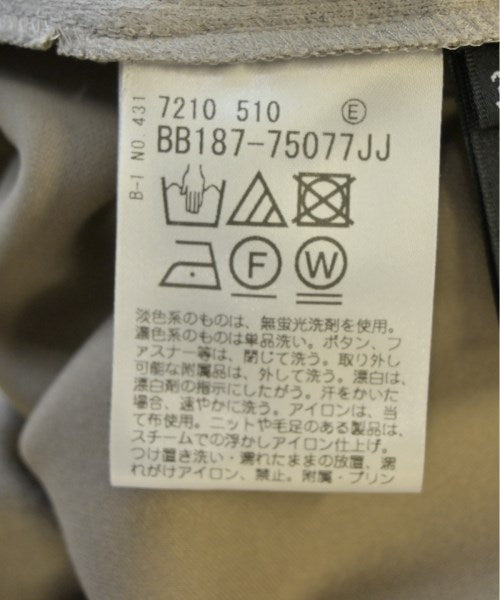 B-1 NO.431
7210 510 Ⓔ
BB187-75077JJ
F W
淡色系のものは、無蛍光洗剤を使用。
濃色系のものは単品洗い。ボタン、フ
ァスナー等は、閉じて洗う。取り外し
可能な附属品は、外して洗う。漂白は、
漂白剤の指示にしたがう。汗をかいた
場合、速やかに洗う。アイロンは、当
て布使用。ニットや毛足のある製品は、
スチームでの浮かしアイロン仕上げ。
つけ置き洗い・濡れたままの放置、濡
れがけアイロン、禁止。附属・プリン